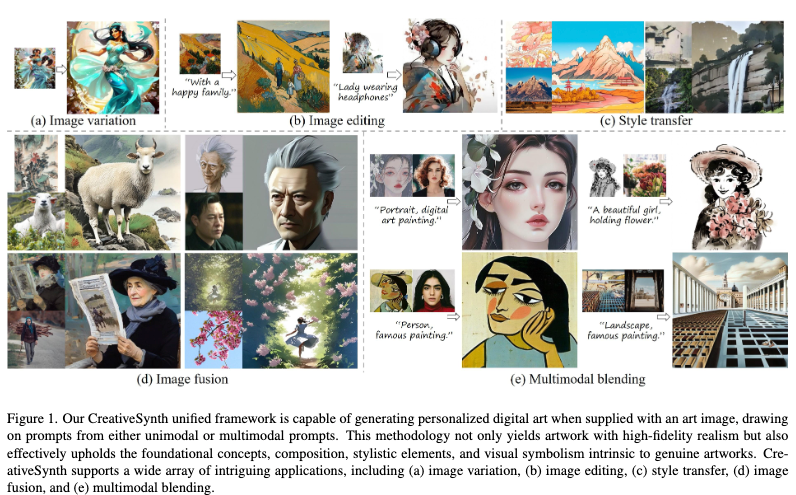 "With a
happy family."
"Lady wearing
headphones"
(a) Image variation
(b) Image editing
(c) Style transfer
"Portrait, digital
art painting."
"A beautiful girl,
holding flower."
"Person,
famous painting."
"Landscape,
famous painting."
(d) Image fusion
(e) Multimodal blending
Figure 1. Our CreativeSynth unified framework is capable of generating personalized digital art when supplied with an art image, drawing
on prompts from either unimodal or multimodal prompts. This methodology not only yields artwork with high-fidelity realism but also
effectively upholds the foundational concepts, composition, stylistic elements, and visual symbolism intrinsic to genuine artworks. Cre-
ativeSynth supports a wide array of intriguing applications, including (a) image variation, (b) image editing, (c) style transfer, (d) image
fusion, and (e) multimodal blending.